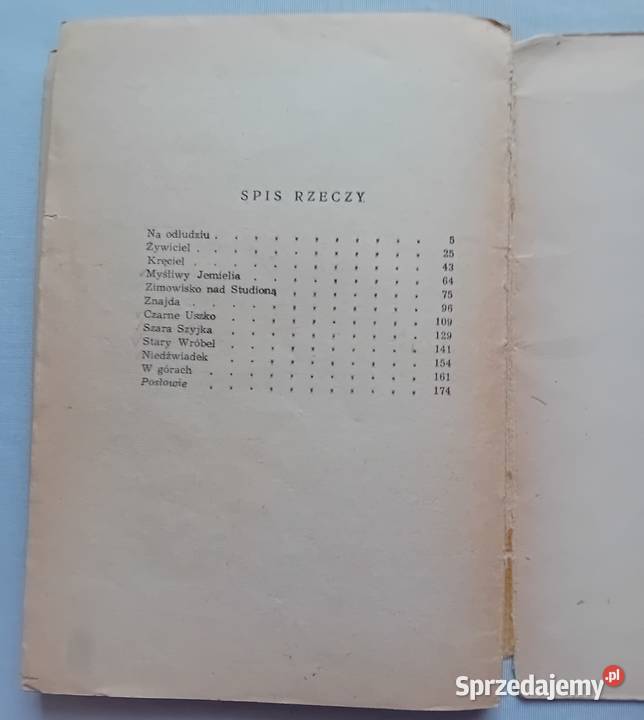 SPIS RZECZY
Na odludziu . . . . . . . . . . . 5
Żywiciel . . . . . . . . . . . . 25
Kręciel . . . . . . . . . . . . 43
Myśliwy Jemielia . . . . . . . . . 64
Zimowisko nad Studioną . . . . . . . 75
Znajda . . . . . . . . . . . . 96
Czarne Uszko . . . . . . . . . . 109
Szara Szyjka . . . . . . . . . . 129
Stary Wróbel . . . . . . . . . . 141
Niedźwiadek . . . . . . . . . . 154
W górach . . . . . . . . . . . 161
Posłowie . . . . . . . . . . . 174
Sprzedajemy.pl